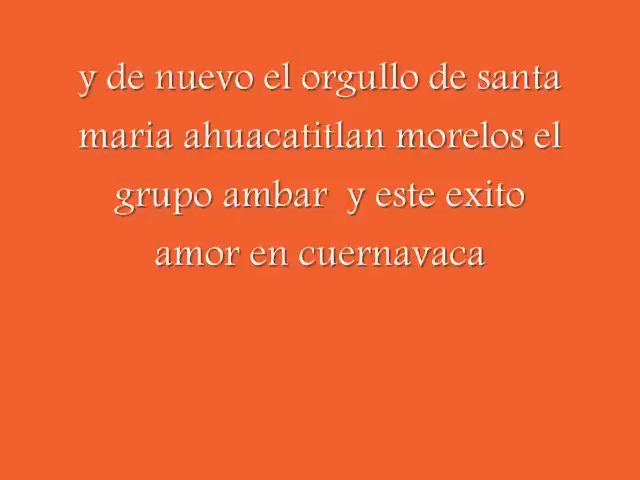 y de nuevo el orgullo de santa
maria ahuacatitlan morelos el
grupo ambar  y este exito
amor en cuernavaca